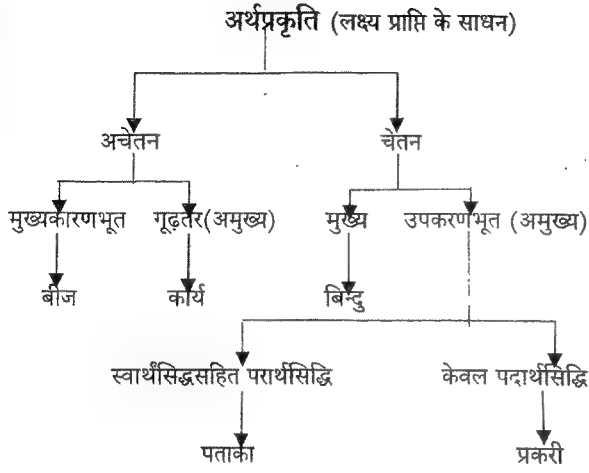 अर्थप्रकृति (लक्ष्य प्राप्ति के साधन)
अचेतन चेतन
मुख्यकारणभूत गूढ़तर(अमुख्य) मुख्य उपकरणभूत (अमुख्य)
बीज कार्य बिन्दु
स्वार्थसिद्धसहित परार्थसिद्धि केवल पदार्थसिद्धि
पताका प्रकरी